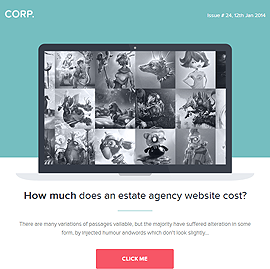 CORP.
Issue # 24, 12th Jan 2014
How much does an estate agency website cost?
There are many variations of passages valiable, but the majority have suffered alteration in some
form, by injected humour andwords which don't look slightly...
CLICK ME